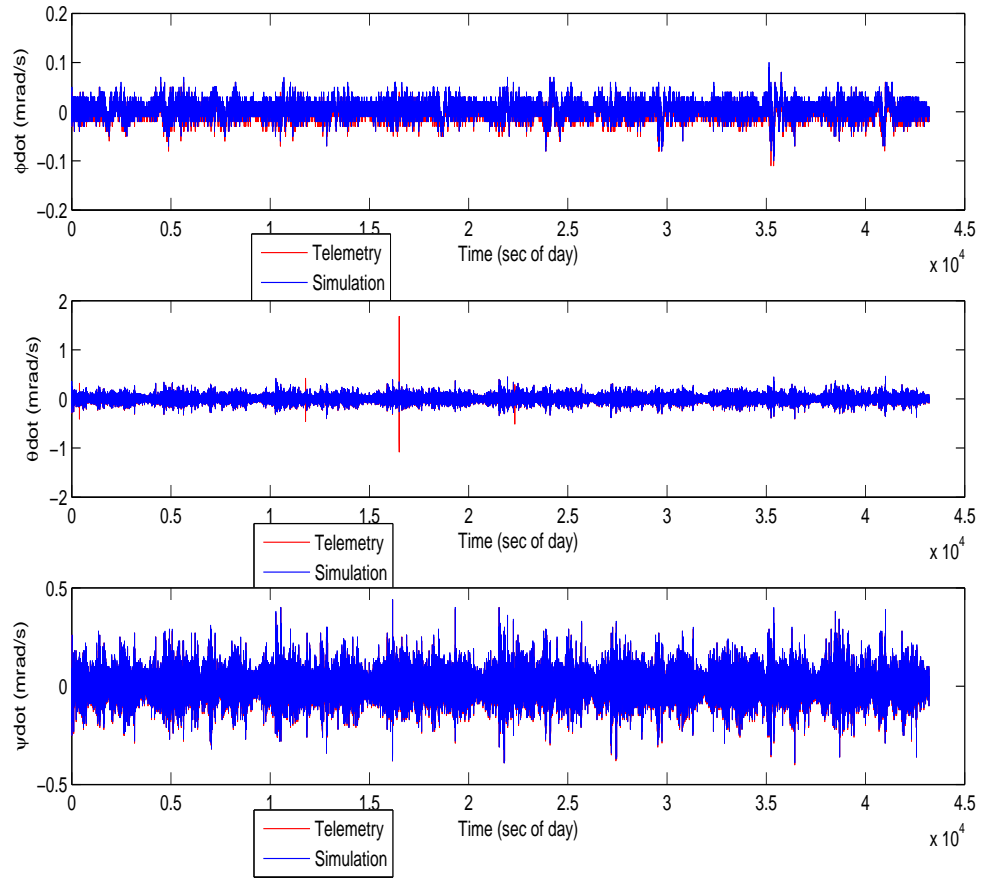 0.2
0.1
0
−0.1
−0.2
ϕdot (mrad/s)
0 0.5 1 1.5 2 2.5 3 3.5 4 4.5
Time (sec of day)
x 10^4
Telemetry
Simulation
2
1
0
−1
−2
θdot (mrad/s)
0 0.5 1 1.5 2 2.5 3 3.5 4 4.5
Time (sec of day)
x 10^4
Telemetry
Simulation
0.5
0
−0.5
ψdot (mrad/s)
0 0.5 1 1.5 2 2.5 3 3.5 4 4.5
Time (sec of day)
x 10^4
Telemetry
Simulation